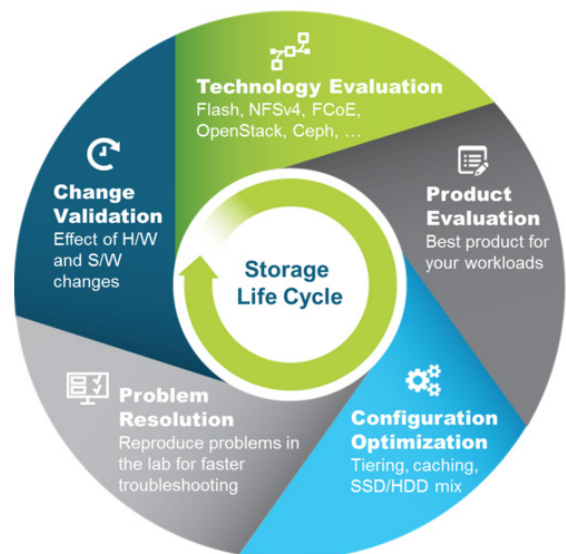 Technology Evaluation
Flash, NFSv4, FCoE,
OpenStack, Ceph, ...
Product
Evaluation
Best product for
your workloads
Configuration
Optimization
Tiering, caching,
SSD/HDD mix
Problem
Resolution
Reproduce problems in
the lab for faster
troubleshooting
Change
Validation
Effect of H/W
and S/W
changes
Storage
Life Cycle